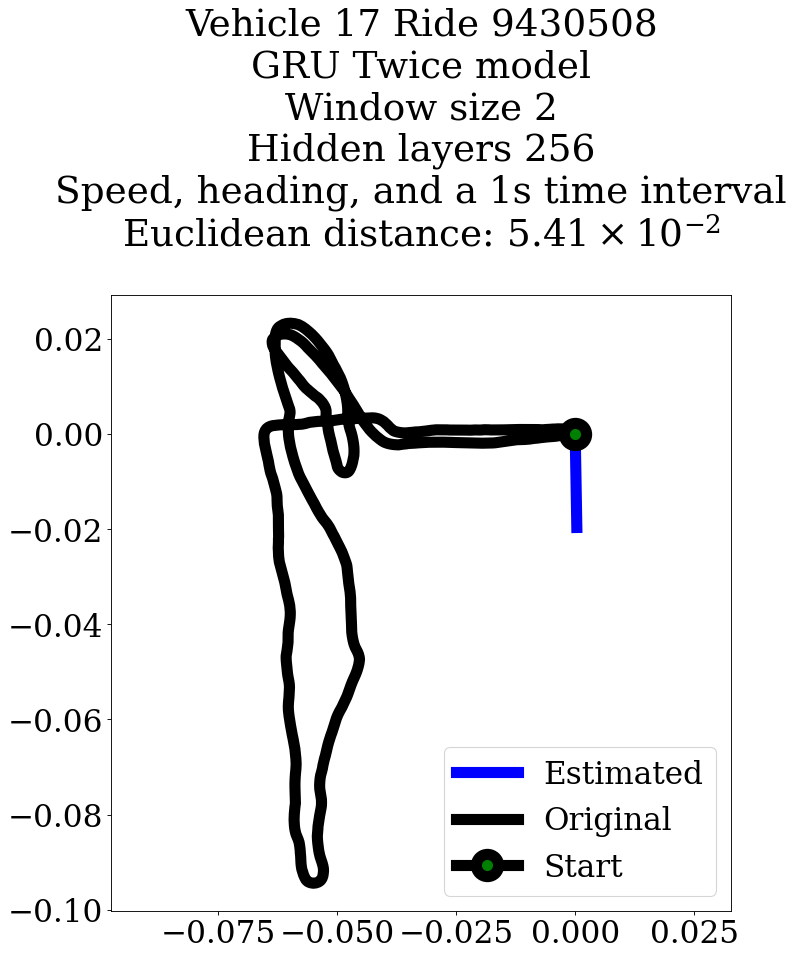 Vehicle 17 Ride 9430508
GRU Twice model
Window size 2
Hidden layers 256
Speed, heading, and a 1s time interval
Euclidean distance: 5.41 × 10⁻²
0.02
0.00
−0.02
−0.04
−0.06
−0.08
−0.10
Estimated
Original
Start
−0.075 −0.050 −0.025 0.000 0.025